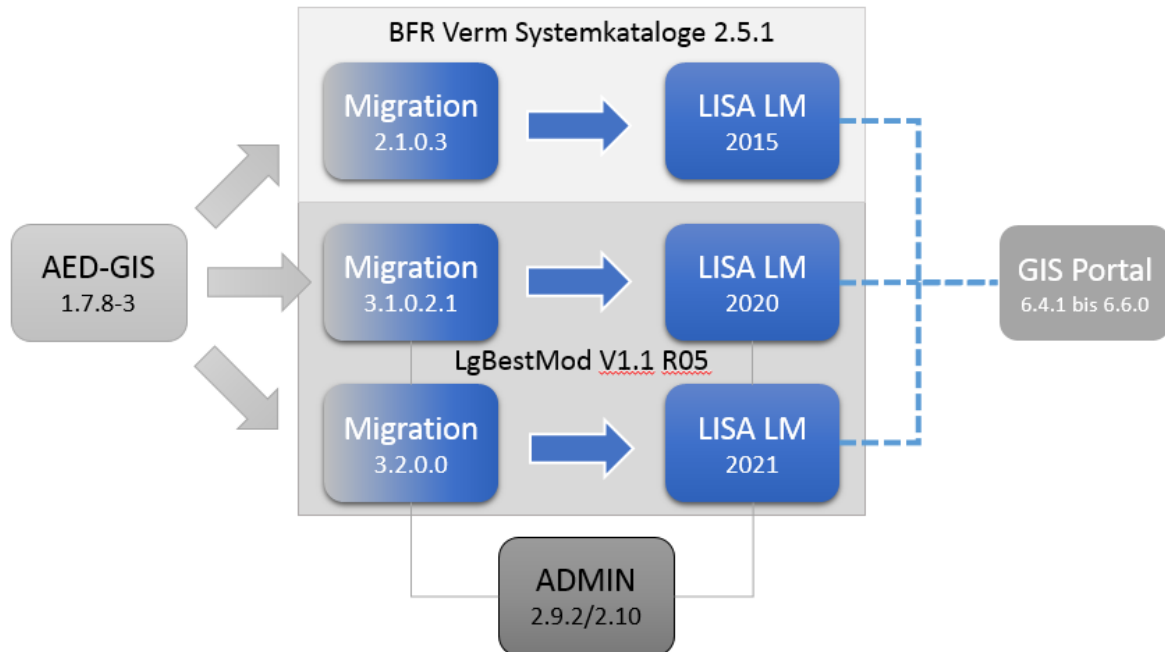 BFR Verm Systemkataloge 2.5.1
Migration
2.1.0.3
LISA LM
2015
AED-GIS
1.7.8-3
Migration
3.1.0.2.1
LISA LM
2020
GIS Portal
6.4.1 bis 6.6.0
LgBestMod V1.1 R05
Migration
3.2.0.0
LISA LM
2021
ADMIN
2.9.2/2.10